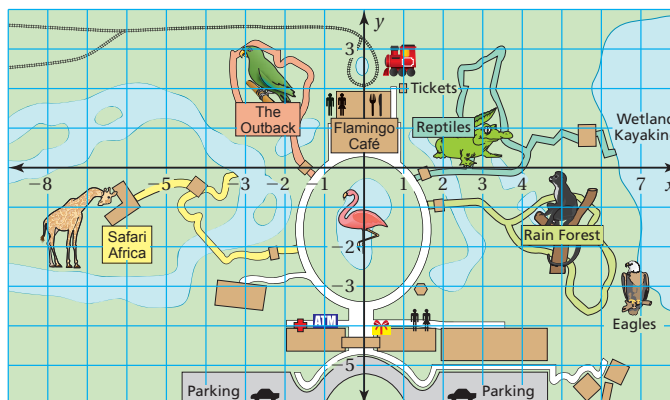 y
3
Tickets
The
Outback
Flamingo
Café
Reptiles
Wetland
Kayakin
−8
−5
−3
−2
−1
1
2
3
4
7
x
Safari
Africa
Rain Forest
−2
−3
Eagles
ATM
−5
Parking
Parking